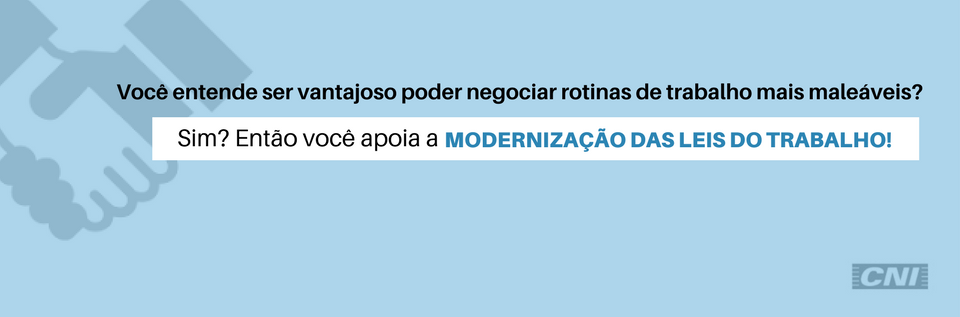 Você entende ser vantajoso poder negociar rotinas de trabalho mais maleáveis?
Sim? Então você apoia a MODERNIZAÇÃO DAS LEIS DO TRABALHO!
CNI